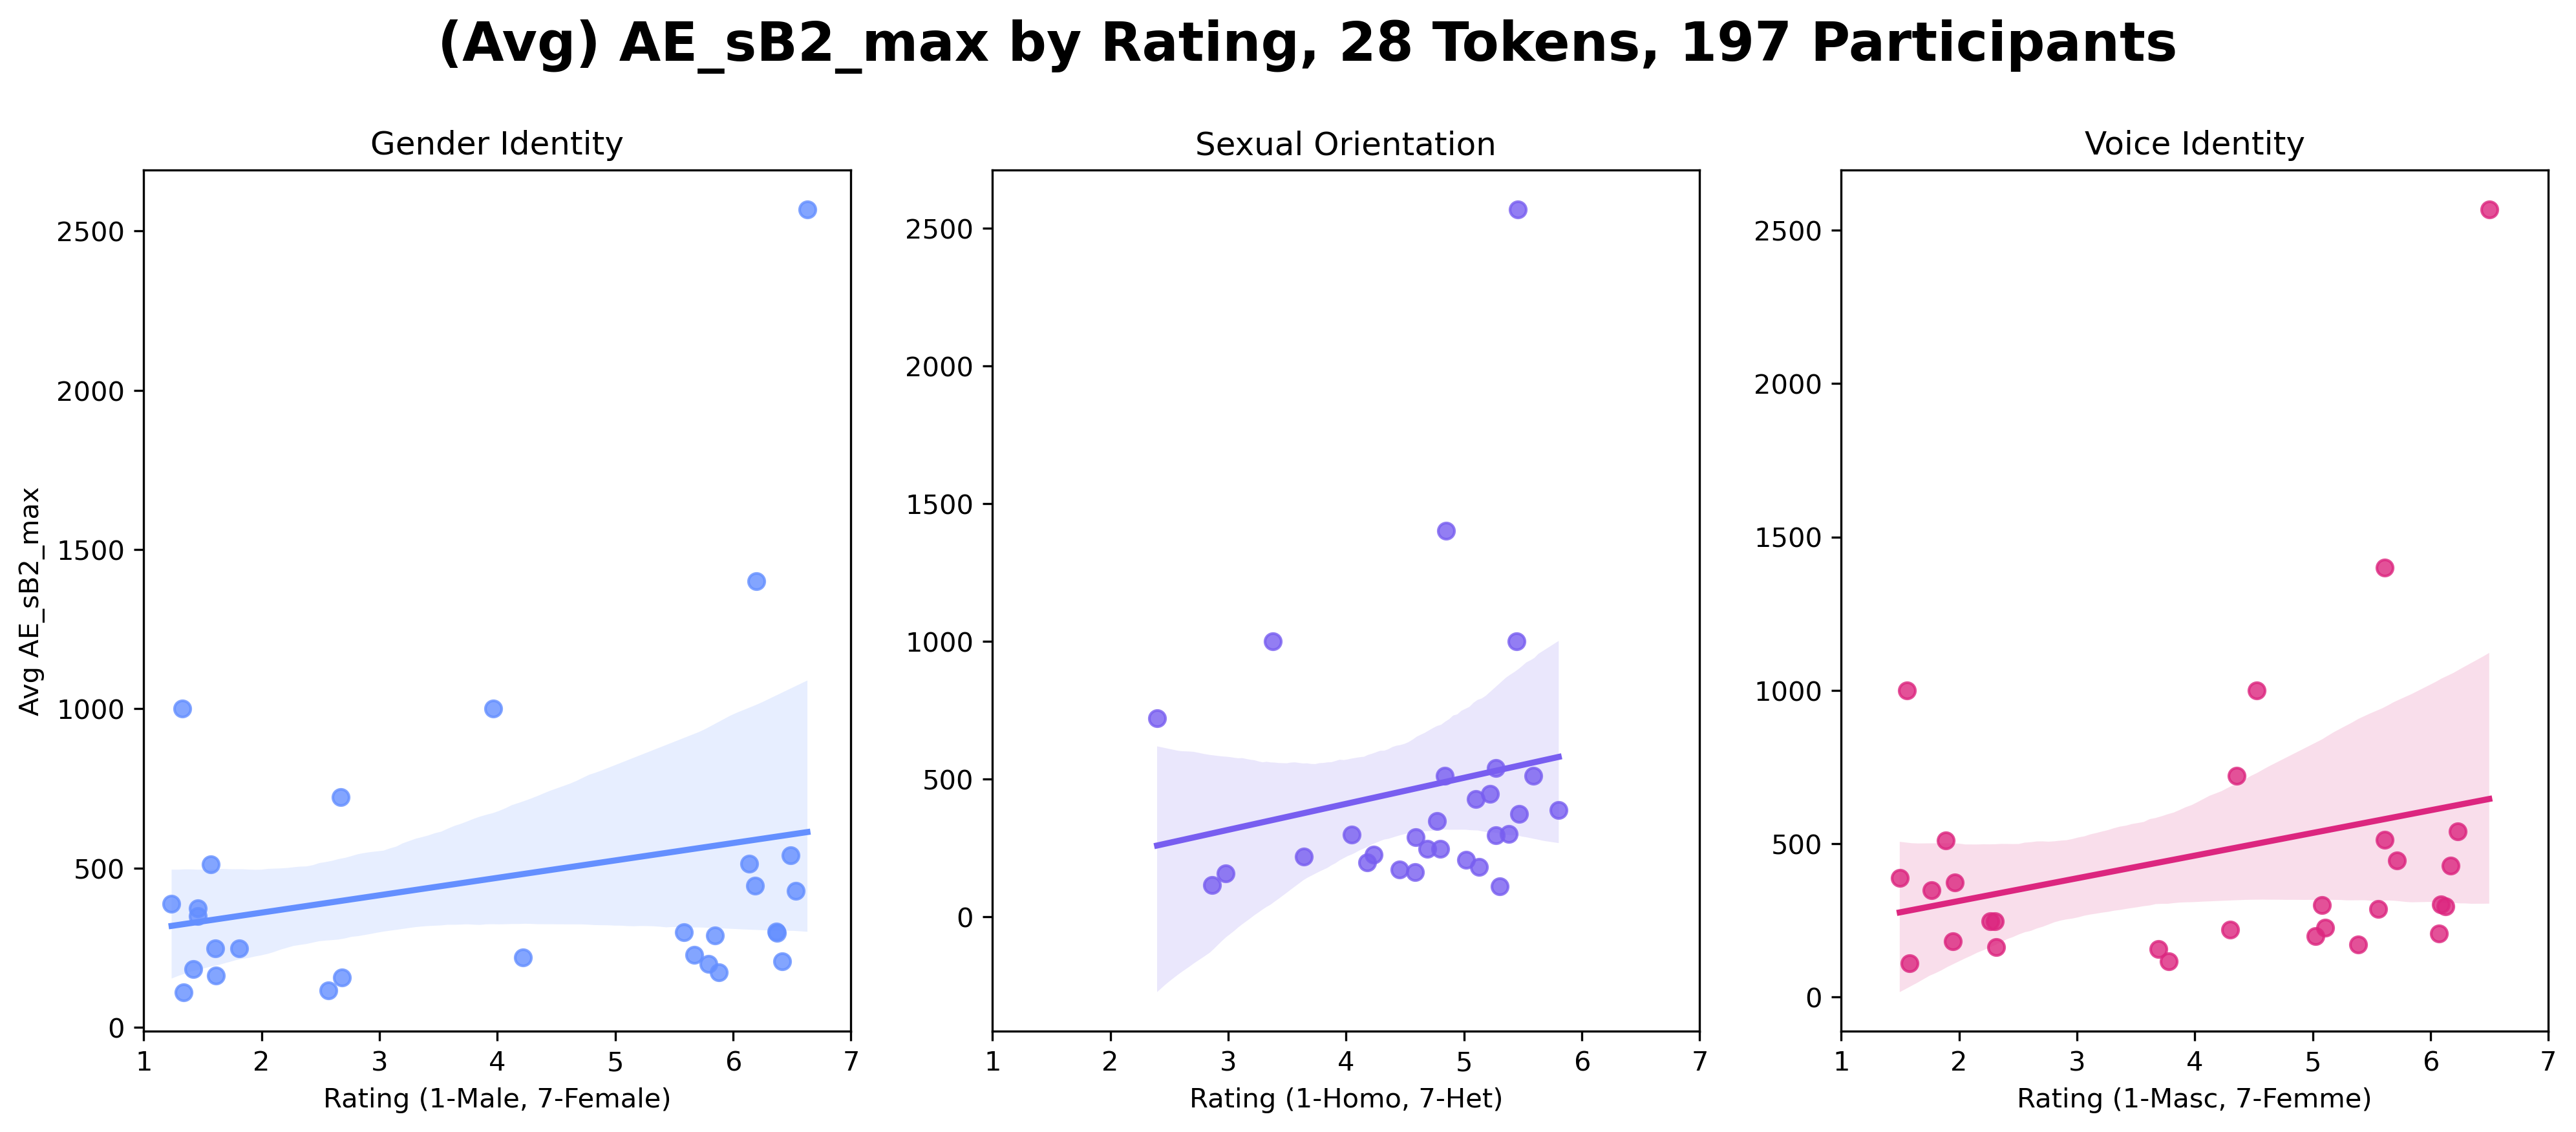 (Avg) AE_sB2_max by Rating, 28 Tokens, 197 Participants
Gender Identity
Sexual Orientation
Voice Identity
Avg AE_sB2_max
2500
2000
1500
1000
500
0
1 2 3 4 5 6 7
Rating (1-Male, 7-Female)
2500
2000
1500
1000
500
0
1 2 3 4 5 6 7
Rating (1-Homo, 7-Het)
2500
2000
1500
1000
500
0
1 2 3 4 5 6 7
Rating (1-Masc, 7-Femme)